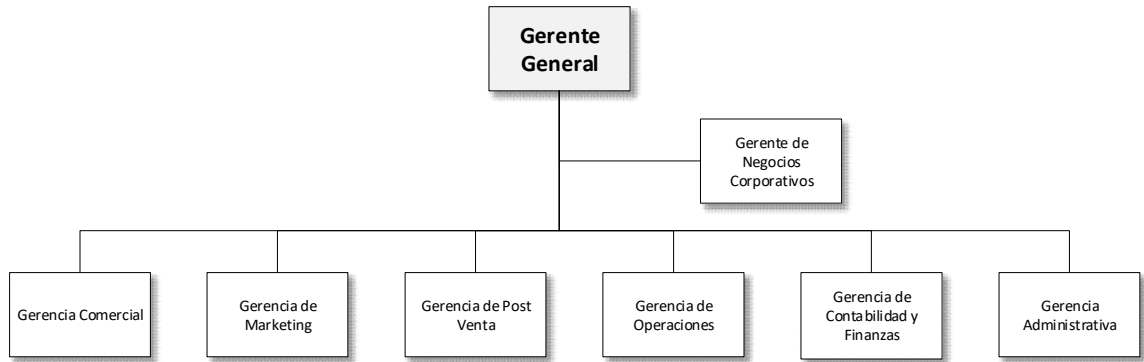 Gerente
General
Gerente de
Negocios
Corporativos
Gerencia Comercial
Gerencia de
Marketing
Gerencia de Post
Venta
Gerencia de
Operaciones
Gerencia de
Contabilidad y
Finanzas
Gerencia
Administrativa